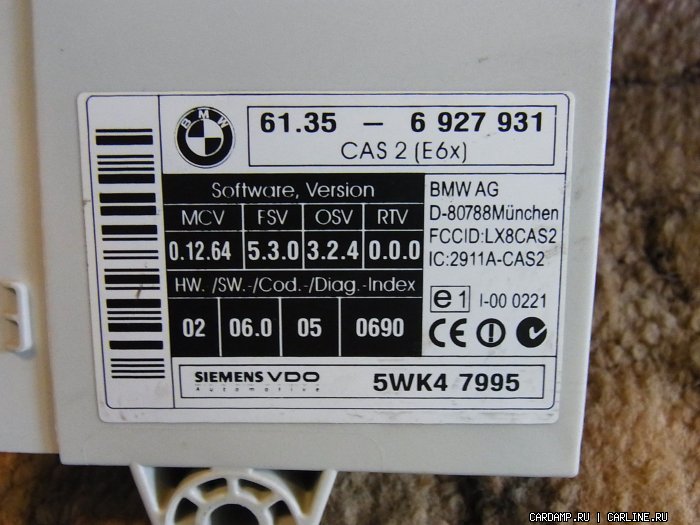 BMW
61.35 – 6 927 931
CAS 2 (E6x)
Software, Version
MCV FSV OSV RTV
0.12.64 5.3.0 3.2.4 0.0.0
HW. /SW.-/Cod.-/Diag.-Index
02 06.0 05 0690
BMW AG
D-80788München
FCCID:LX8CAS2
IC:2911A-CAS2
e1 I-00 0221
CE
SIEMENS VDO
Automotive
5WK4 7995
CARDAMP.RU | CARLINE.RU